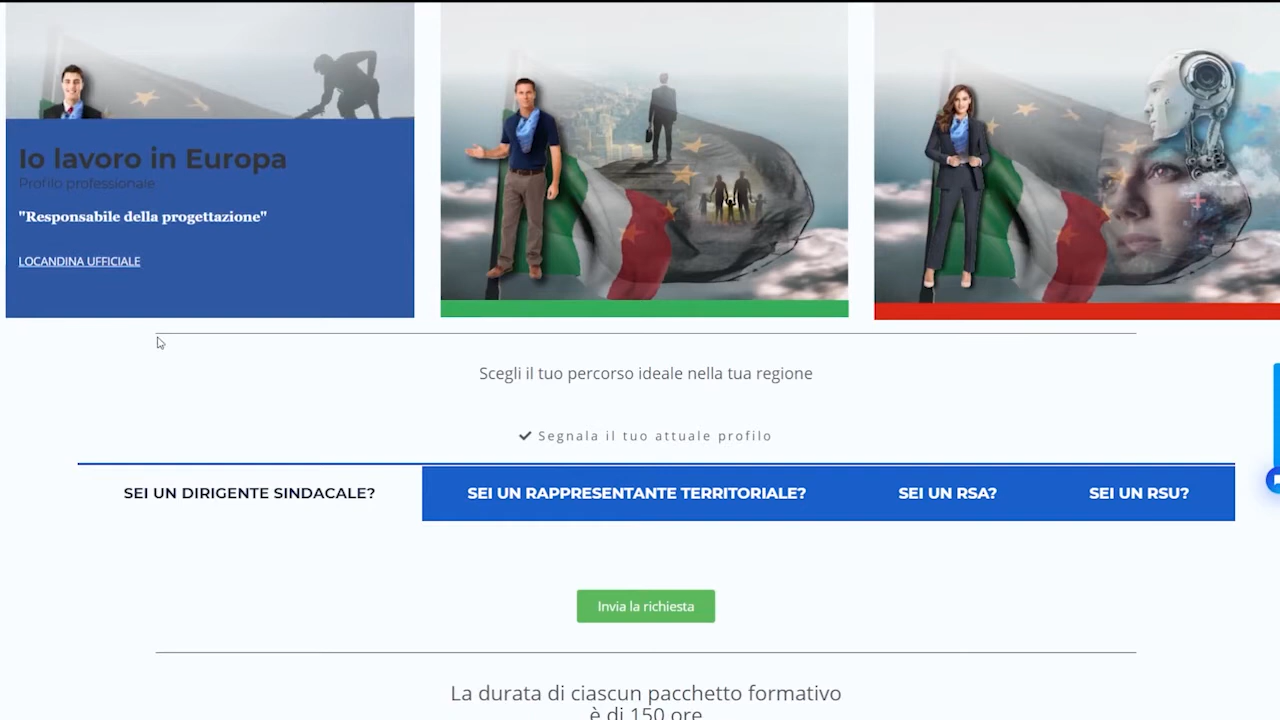 Io lavoro in Europa
Profilo professionale
"Responsabile della progettazione"
LOCANDINA UFFICIALE
Scegli il tuo percorso ideale nella tua regione
Segnala il tuo attuale profilo
SEI UN DIRIGENTE SINDACALE?
SEI UN RAPPRESENTANTE TERRITORIALE?
SEI UN RSA?
SEI UN RSU?
Invia la richiesta
La durata di ciascun pacchetto formativo
è di 150 ore